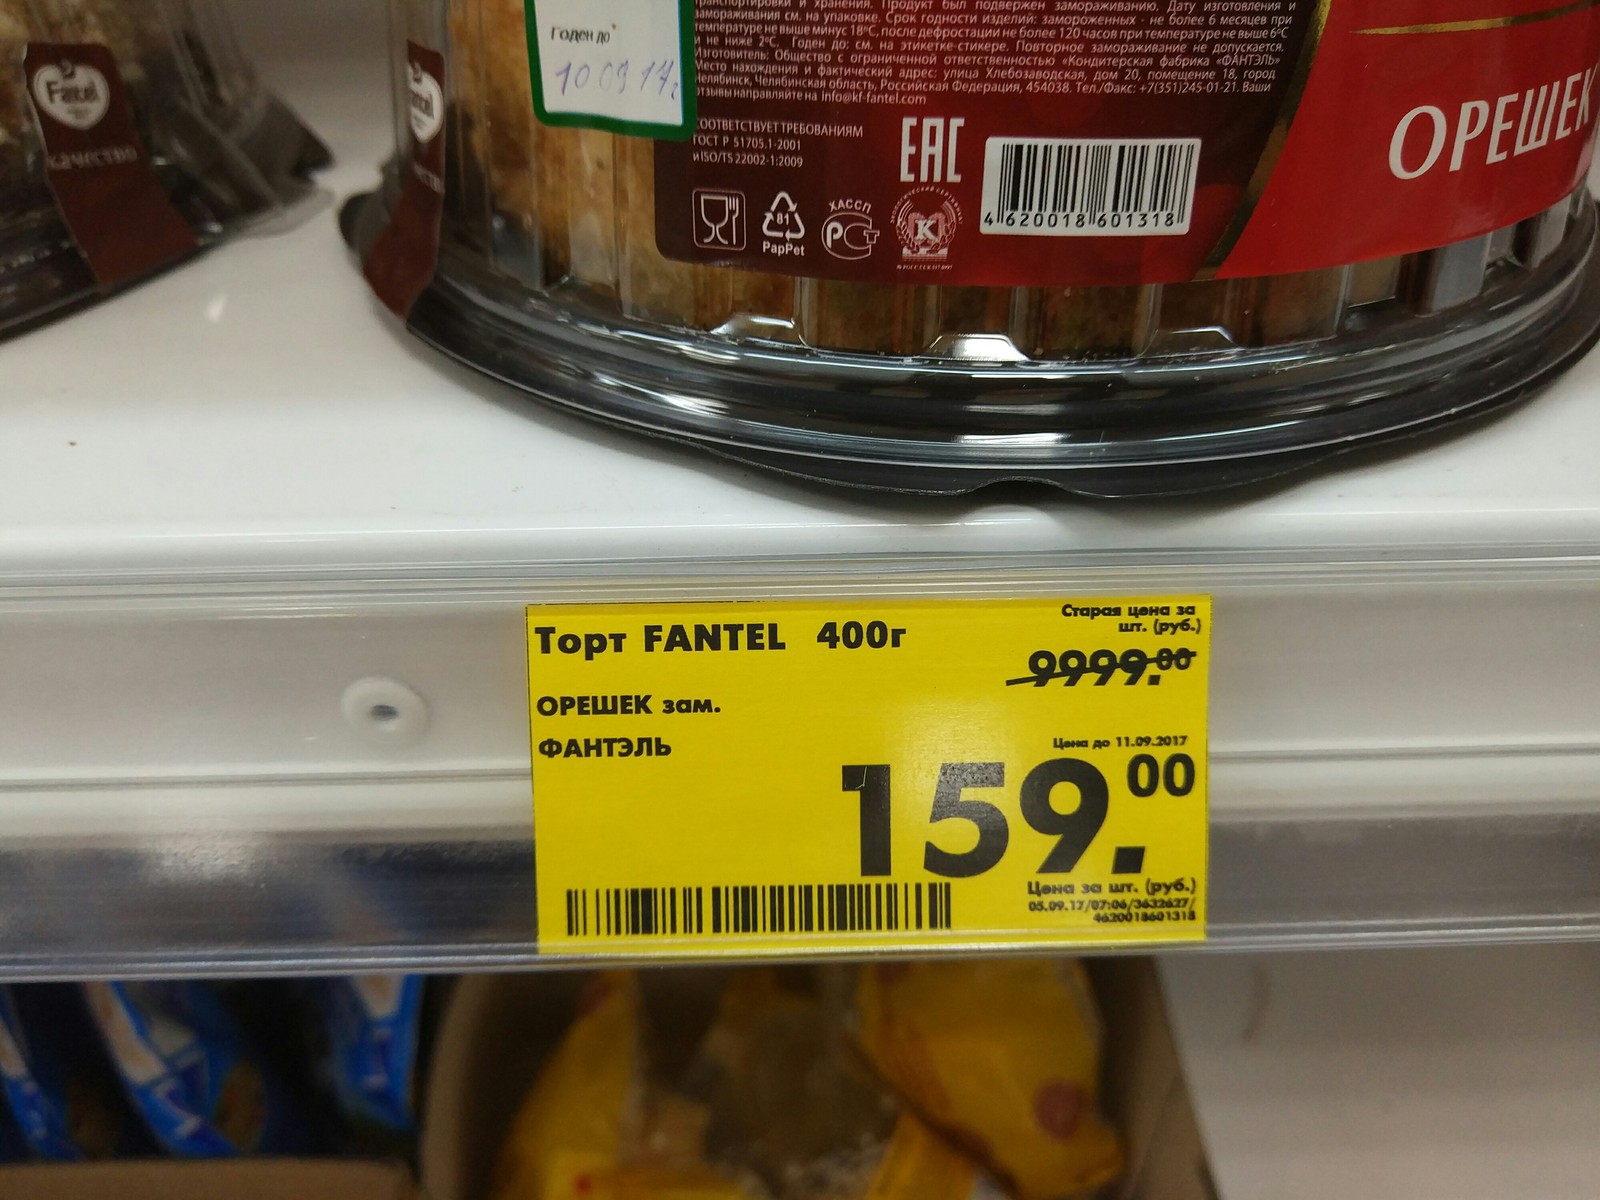 Fantel
качество
Годен до*
10 09 17г
транспортировки и хранения. Продукт был подвержен замораживанию. Дату изготовления и
замораживания см. на упаковке. Срок годности изделий: замороженных - не более 6 месяцев при
температуре не выше минус 18°С, после дефростации не более 120 часов при температуре не выше 6°С
и не ниже 2°С. Годен до: см. на этикетке-стикере. Повторное замораживание не допускается.
Изготовитель: Общество с ограниченной ответственностью «Кондитерская фабрика «ФАНТЭЛЬ»
Место нахождения и фактический адрес: улица Хлебозаводская, дом 20, помещение 18, город
Челябинск, Челябинская область, Российская Федерация, 454038. Тел./Факс: +7(351)245-01-21. Ваши
отзывы направляйте на info@kf-fantel.com
СООТВЕТСТВУЕТ ТРЕБОВАНИЯМ
ГОСТ Р 51705.1-2001
и ISO/TS 22002-1:2009
EAC
81
PapPet
ХАССП
РСТ
К
4 620018 601318
ОРЕШЕК
Торт FANTEL 400г
ОРЕШЕК зам.
ФАНТЭЛЬ
Старая цена за
шт. (руб.)
9999.00
Цена до 11.09.2017
159.00
Цена за шт. (руб.)
05.09.17/07:06/3632627/
4620018601318